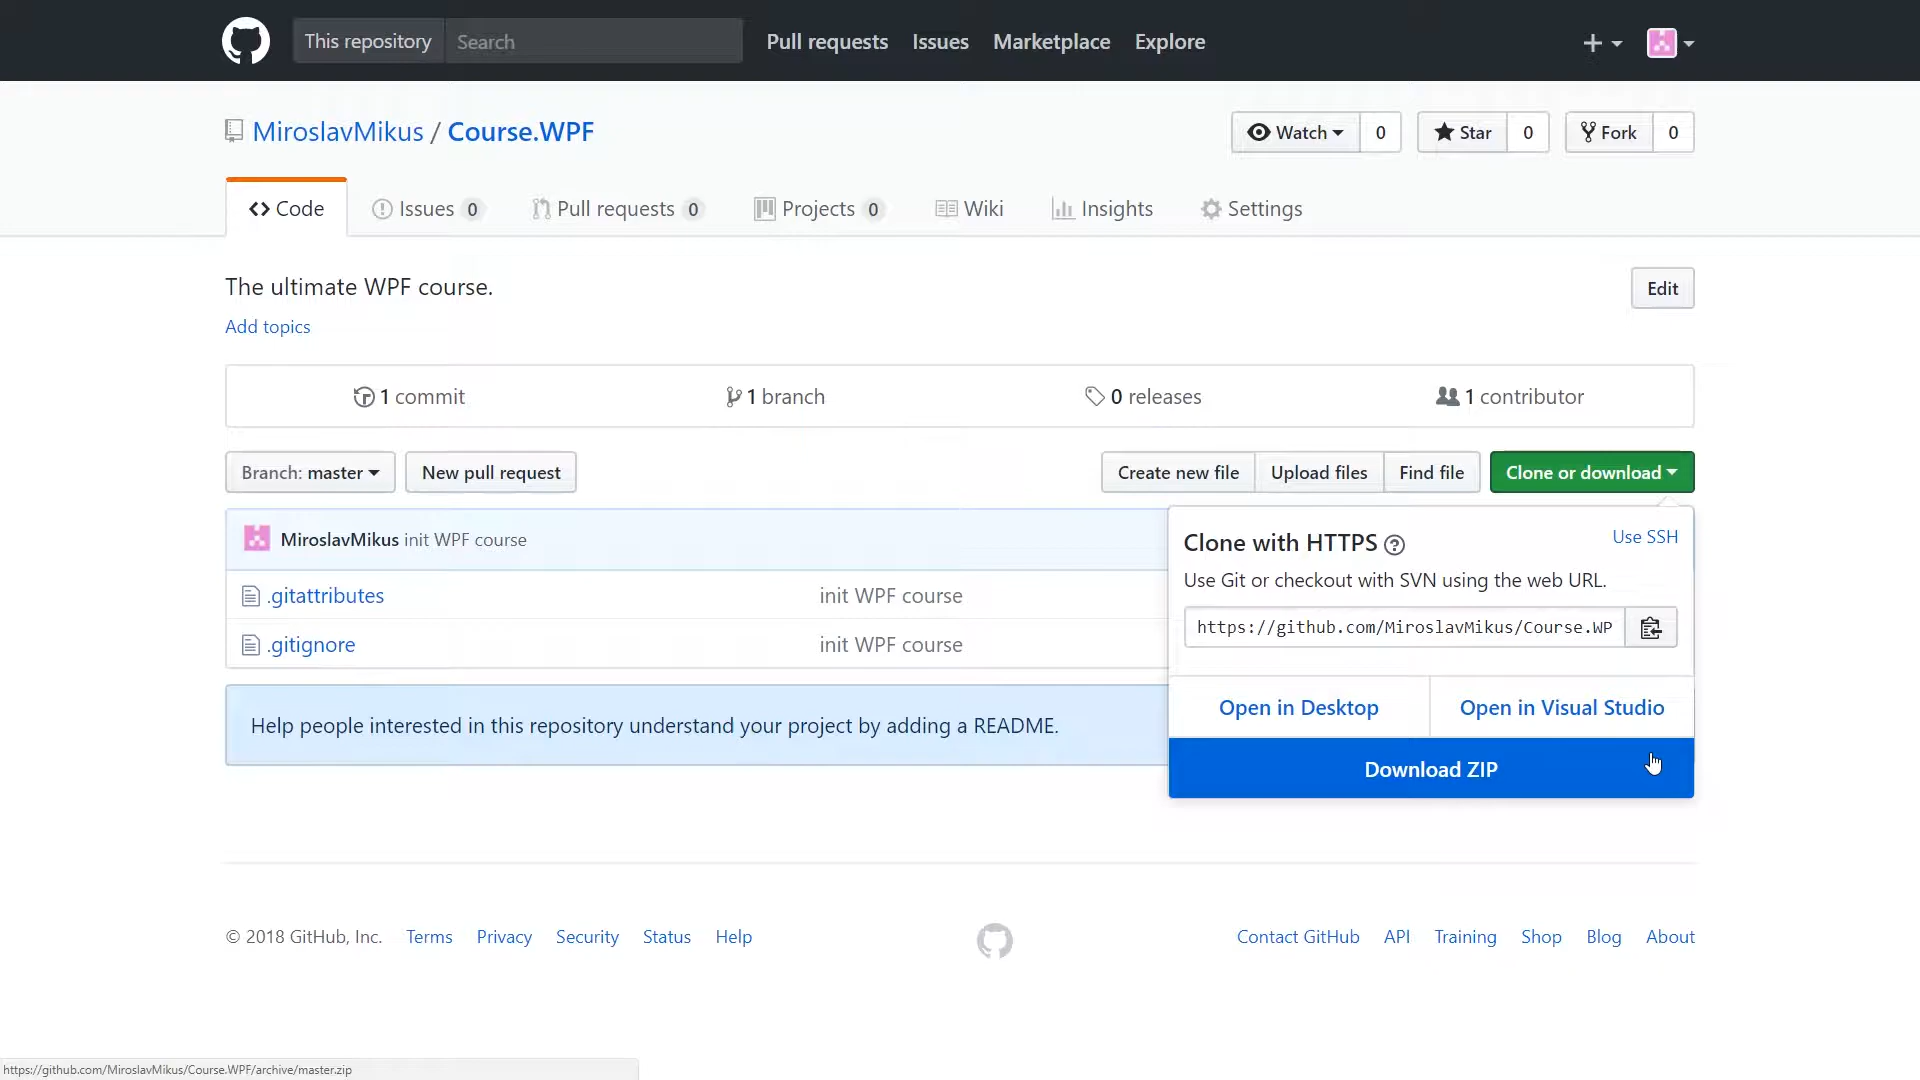 This repository Search Pull requests Issues Marketplace Explore
MiroslavMikus / Course.WPF Watch 0 Star 0 Fork 0
Code Issues 0 Pull requests 0 Projects 0 Wiki Insights Settings
The ultimate WPF course. Edit
Add topics
1 commit 1 branch 0 releases 1 contributor
Branch: master New pull request Create new file Upload files Find file Clone or download
MiroslavMikus init WPF course
.gitattributes init WPF course
.gitignore init WPF course
Help people interested in this repository understand your project by adding a README.
Clone with HTTPS Use SSH
Use Git or checkout with SVN using the web URL.
https://github.com/MiroslavMikus/Course.WP
Open in Desktop Open in Visual Studio
Download ZIP
© 2018 GitHub, Inc. Terms Privacy Security Status Help Contact GitHub API Training Shop Blog About
https://github.com/MiroslavMikus/Course.WPF/archive/master.zip